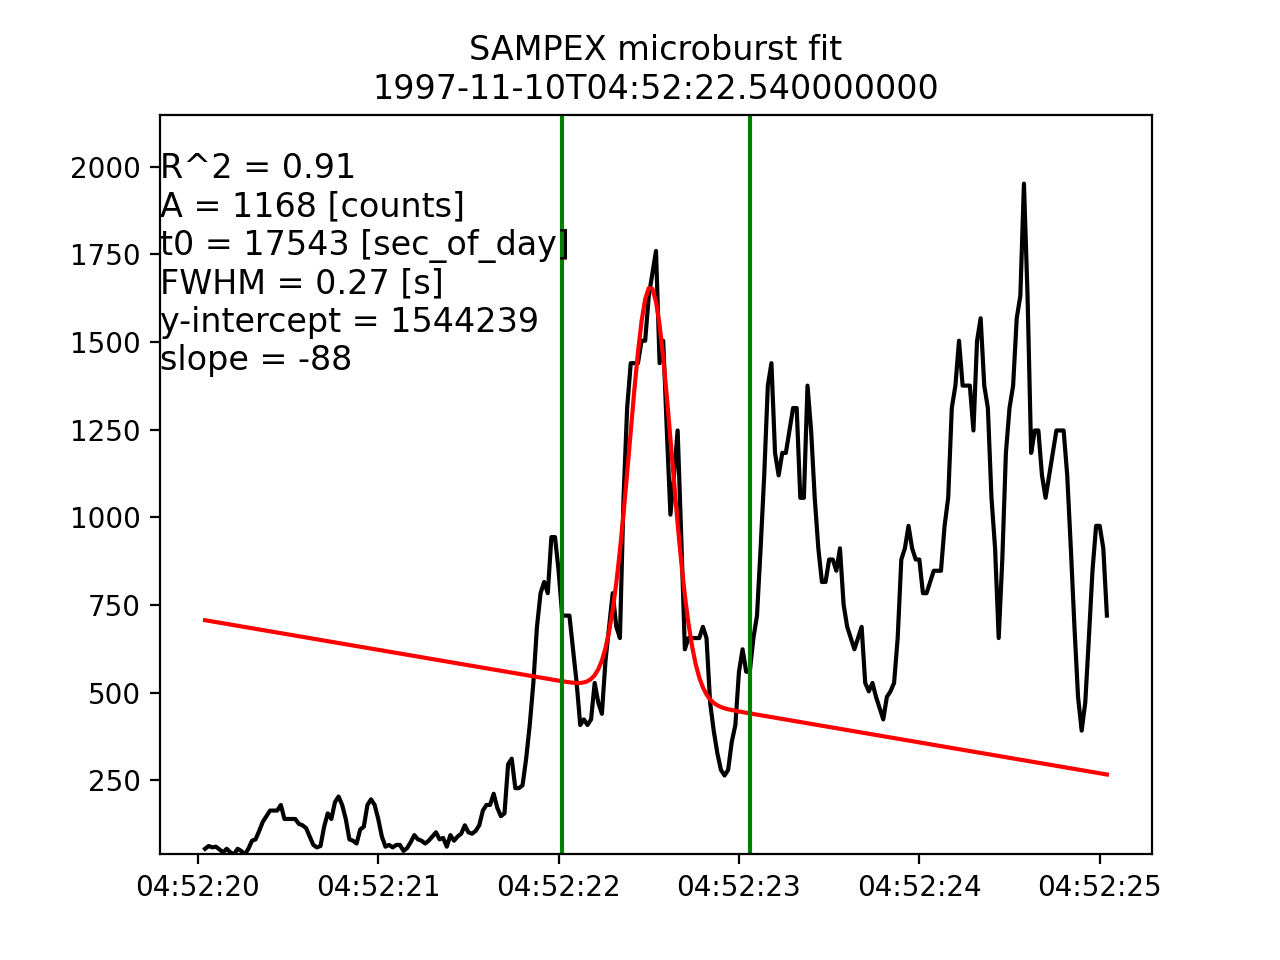 SAMPEX microburst fit
1997-11-10T04:52:22.540000000
R^2 = 0.91
A = 1168 [counts]
t0 = 17543 [sec_of_day]
FWHM = 0.27 [s]
y-intercept = 1544239
slope = -88
2000
1750
1500
1250
1000
750
500
250
04:52:20 04:52:21 04:52:22 04:52:23 04:52:24 04:52:25